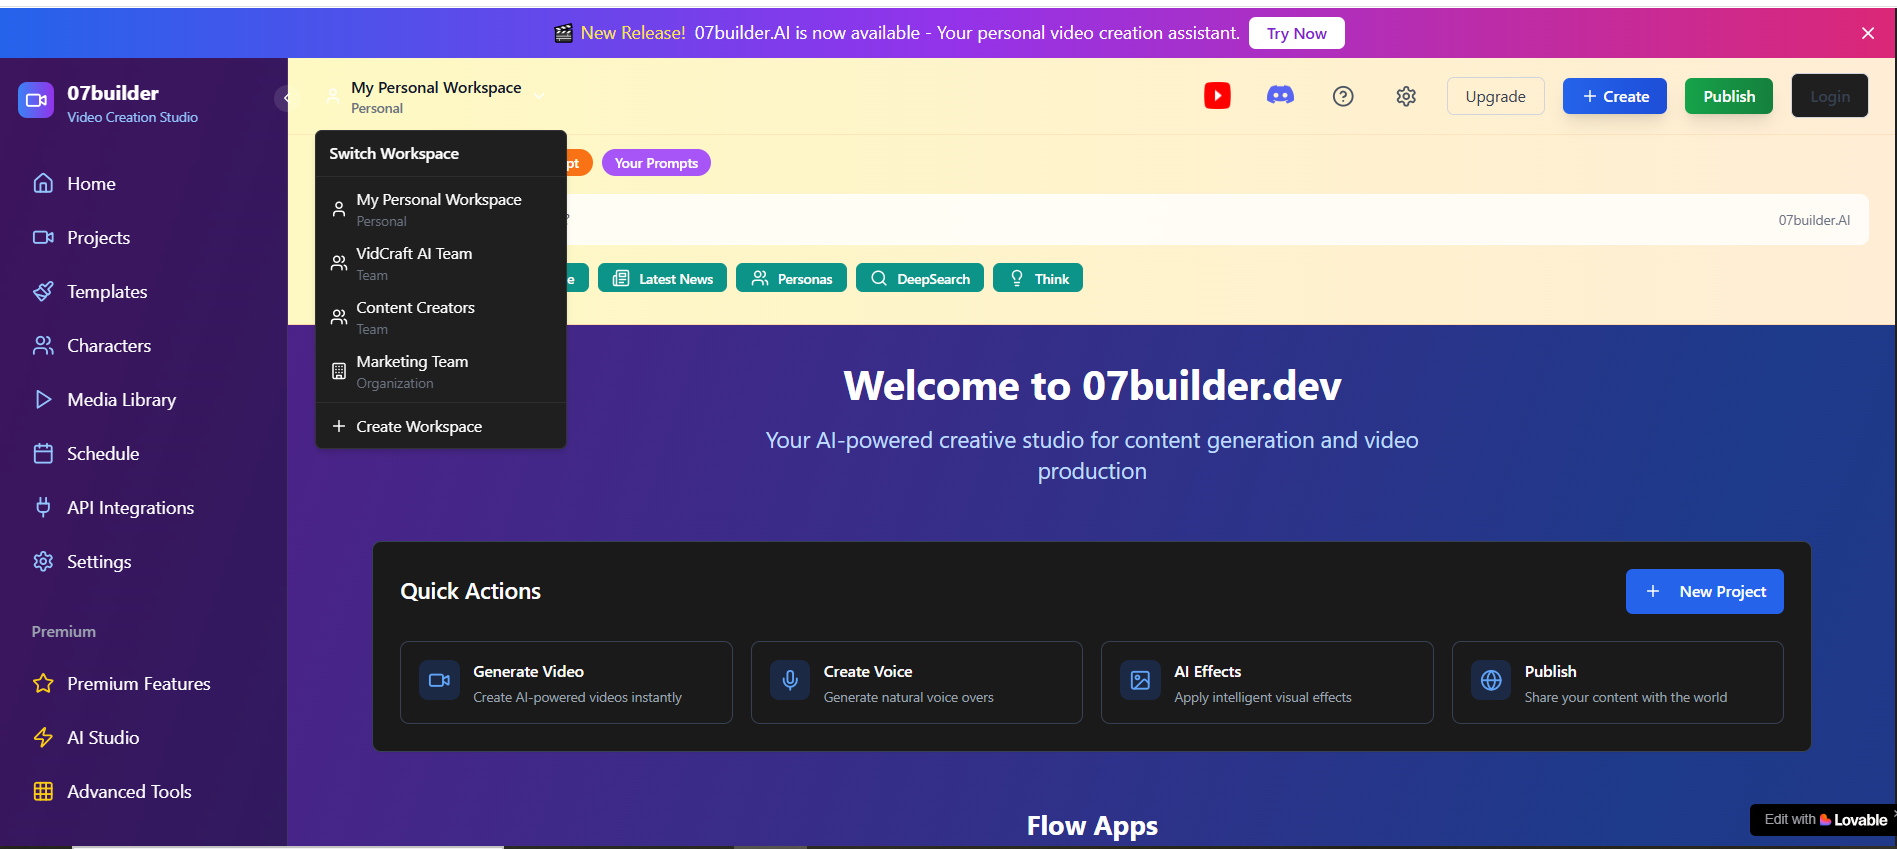 New Release! 07builder.AI is now available - Your personal video creation assistant. Try Now
07builder
Video Creation Studio
Home
Projects
Templates
Characters
Media Library
Schedule
API Integrations
Settings
Premium
Premium Features
AI Studio
Advanced Tools
My Personal Workspace
Personal
Upgrade
Create
Publish
Login
Switch Workspace
My Personal Workspace
Personal
VidCraft AI Team
Team
Content Creators
Team
Marketing Team
Organization
Create Workspace
Your Prompts
07builder.AI
Latest News
Personas
DeepSearch
Think
Welcome to 07builder.dev
Your AI-powered creative studio for content generation and video
production
Quick Actions
New Project
Generate Video
Create AI-powered videos instantly
Create Voice
Generate natural voice overs
AI Effects
Apply intelligent visual effects
Publish
Share your content with the world
Flow Apps
Edit with Lovable